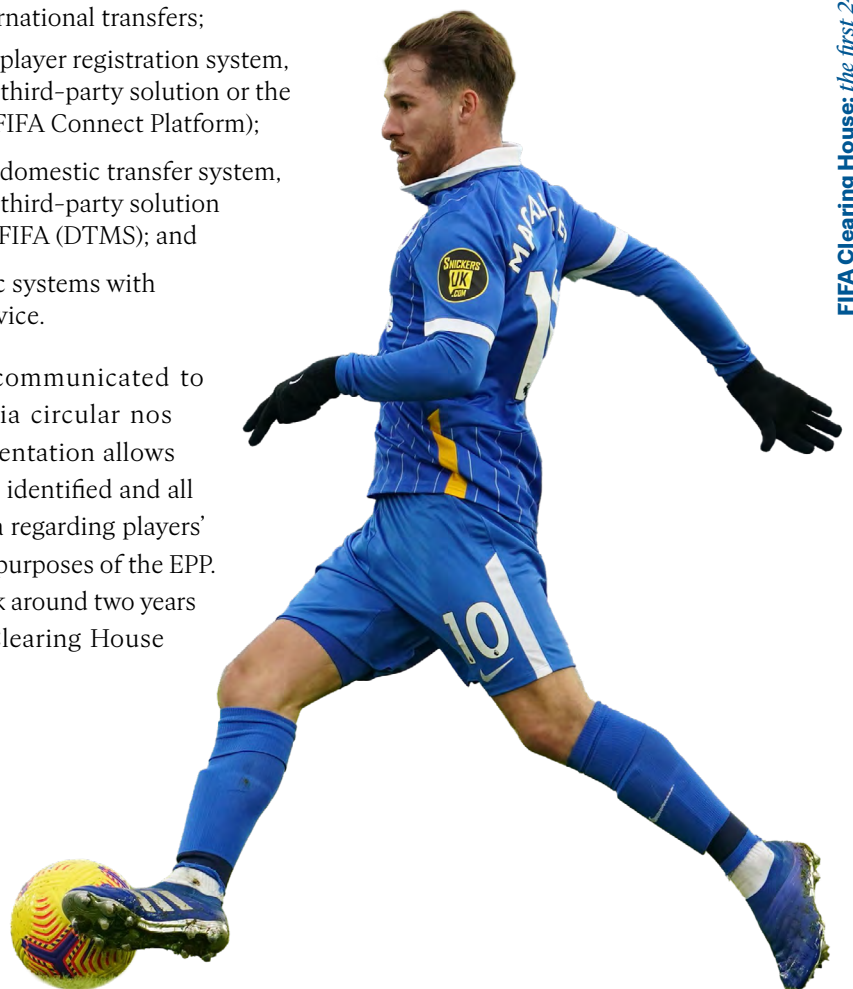 rnational transfers;
player registration system,
third-party solution or the
FIFA Connect Platform);
domestic transfer system,
third-party solution
FIFA (DTMS); and
c systems with
vice.
communicated to
ia circular nos
entation allows
identified and all
n regarding players’
purposes of the EPP.
k around two years
Clearing House
FIFA Clearing House: the first 2
SNICKERS
UK
.COM
10